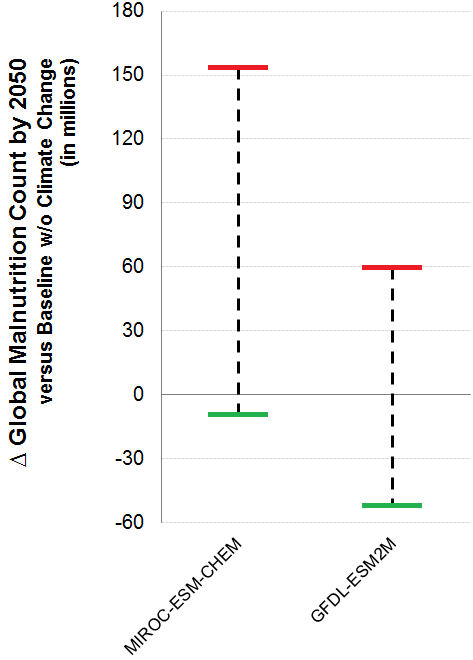 Δ Global Malnutrition Count by 2050
versus Baseline w/o Climate Change
(in millions)
180
150
120
90
60
30
0
-30
-60
MIROC-ESM-CHEM
GFDL-ESM2M